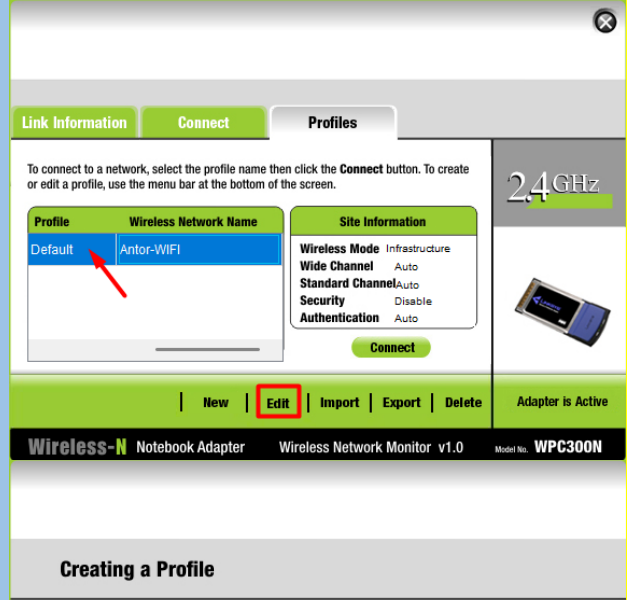 Link Information Connect Profiles
To connect to a network, select the profile name then click the Connect button. To create
or edit a profile, use the menu bar at the bottom of the screen.
2.4GHz
Profile Wireless Network Name
Default Antor-WIFI
Site Information
Wireless Mode Infrastructure
Wide Channel Auto
Standard Channel Auto
Security Disable
Authentication Auto
Connect
New Edit Import Export Delete
Adapter is Active
Wireless-N Notebook Adapter Wireless Network Monitor v1.0 Model No. WPC300N
Creating a Profile